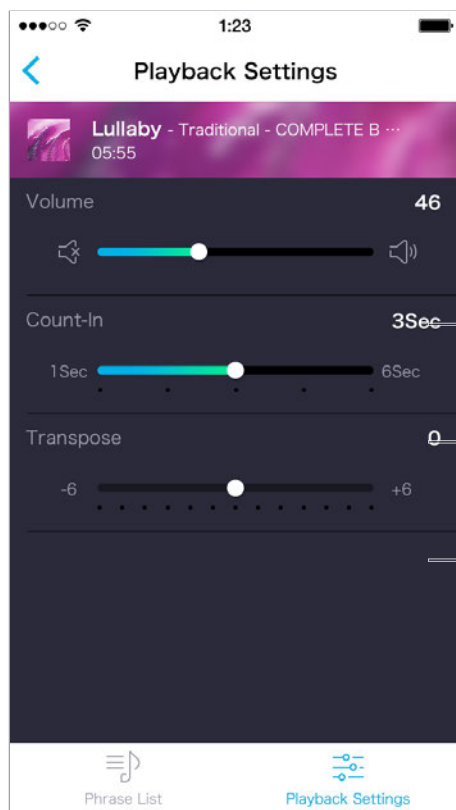 1:23
Playback Settings
Lullaby - Traditional - COMPLETE B ...
05:55
Volume 46
Count-In 3Sec
1Sec 6Sec
Transpose 0
-6 +6
Phrase List Playback Settings